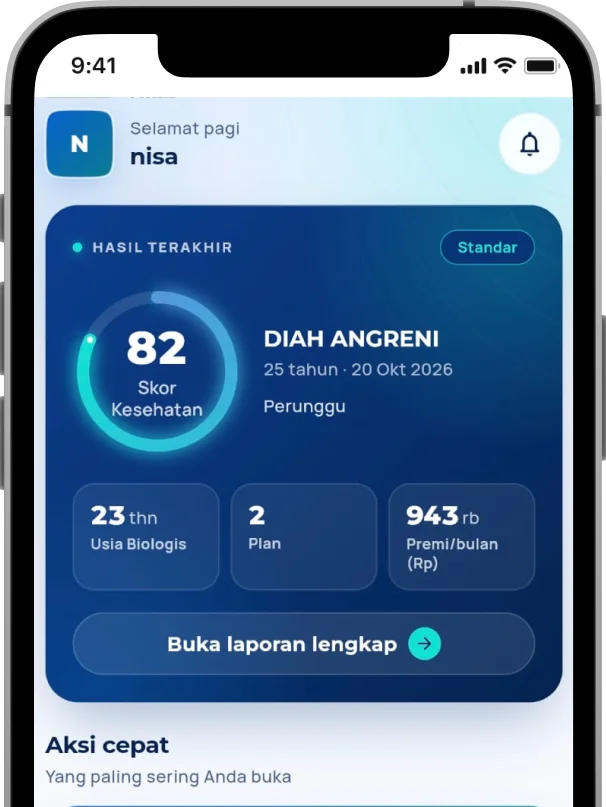 9:41
N
Selamat pagi
nisa
HASIL TERAKHIR
Standar
82
Skor
Kesehatan
DIAH ANGRENI
25 tahun · 20 Okt 2026
Perunggu
23 thn
Usia Biologis
2
Plan
943 rb
Premi/bulan
(Rp)
Buka laporan lengkap
Aksi cepat
Yang paling sering Anda buka